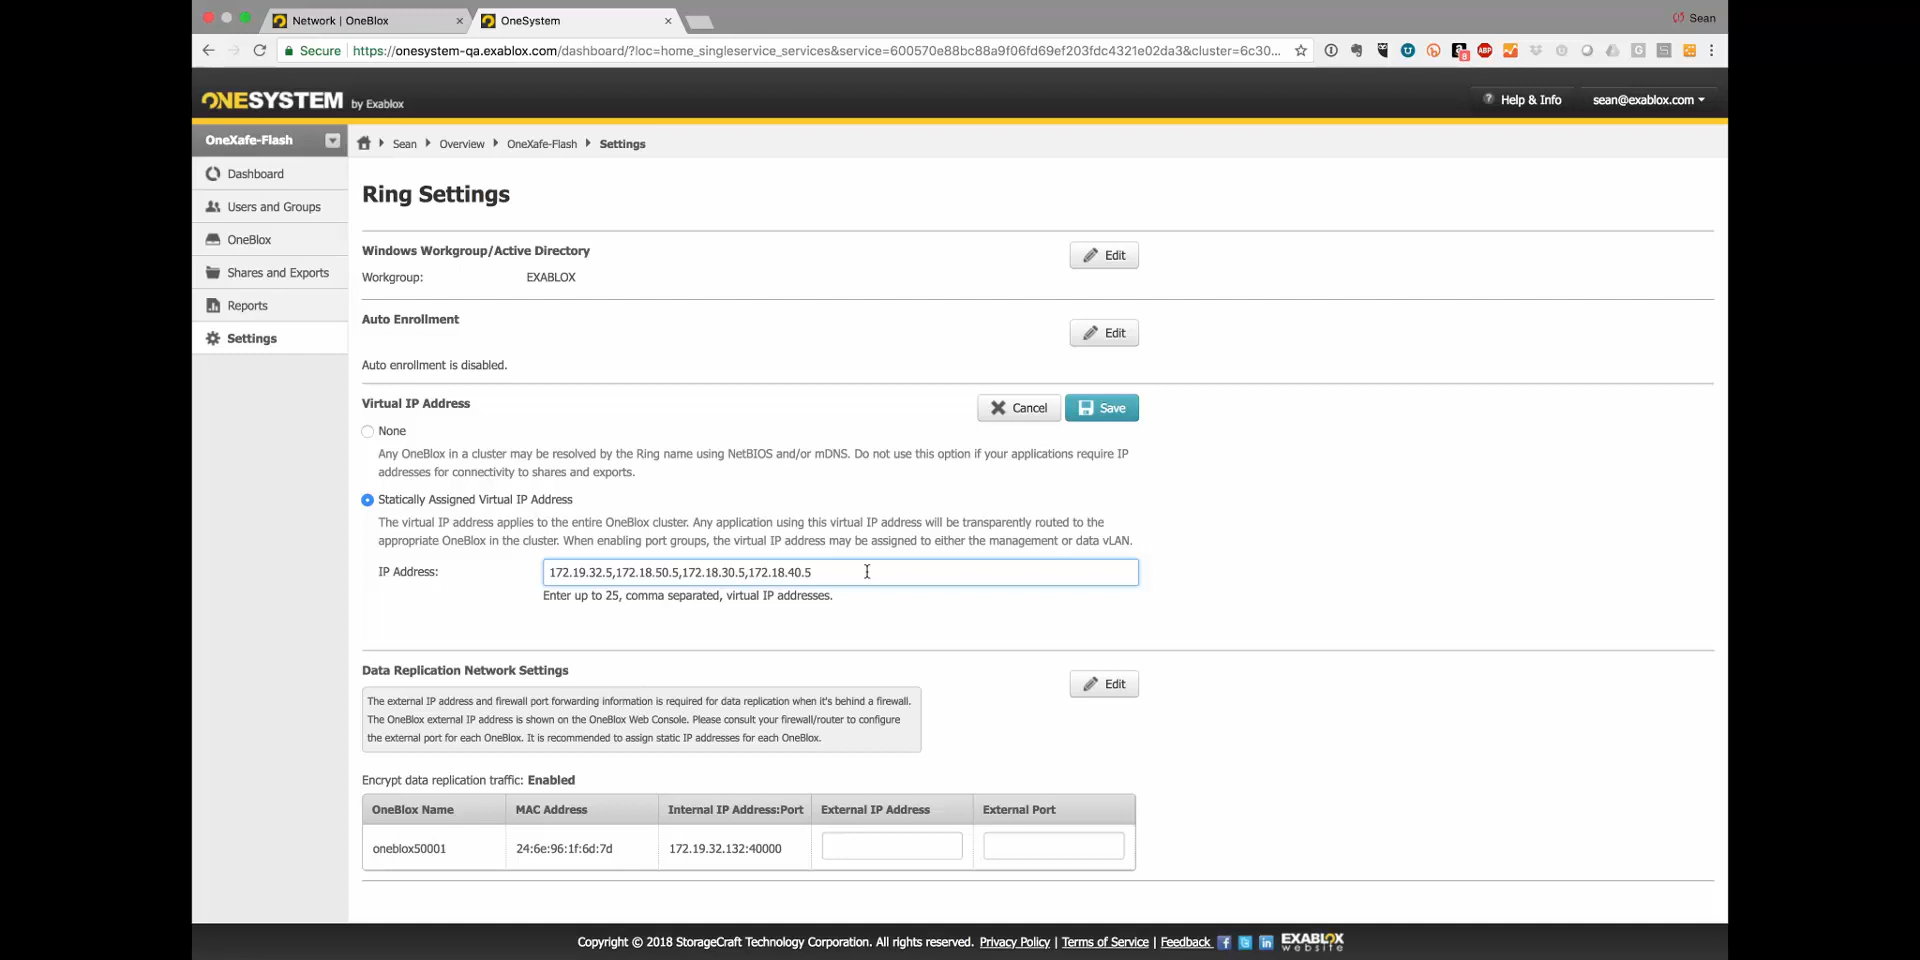 Network | OneBlox
OneSystem
Sean
Secure https://onesystem-qa.exablox.com/dashboard/?loc=home_singleservice_services&service=600570e88bc88a9f06fd69ef203fdc4321e02da3&cluster=6c30...
ONESYSTEM by Exablox
? Help & Info
sean@exablox.com
OneXafe-Flash
Sean Overview OneXafe-Flash Settings
Dashboard
Users and Groups
OneBlox
Shares and Exports
Reports
Settings
Ring Settings
Windows Workgroup/Active Directory
Edit
Workgroup: EXABLOX
Auto Enrollment
Edit
Auto enrollment is disabled.
Virtual IP Address
Cancel
Save
None
Any OneBlox in a cluster may be resolved by the Ring name using NetBIOS and/or mDNS. Do not use this option if your applications require IP
addresses for connectivity to shares and exports.
Statically Assigned Virtual IP Address
The virtual IP address applies to the entire OneBlox cluster. Any application using this virtual IP address will be transparently routed to the
appropriate OneBlox in the cluster. When enabling port groups, the virtual IP address may be assigned to either the management or data vLAN.
IP Address: 172.19.32.5,172.18.50.5,172.18.30.5,172.18.40.5
Enter up to 25, comma separated, virtual IP addresses.
Data Replication Network Settings
Edit
The external IP address and firewall port forwarding information is required for data replication when it's behind a firewall.
The OneBlox external IP address is shown on the OneBlox Web Console. Please consult your firewall/router to configure
the external port for each OneBlox. It is recommended to assign static IP addresses for each OneBlox.
Encrypt data replication traffic: Enabled
OneBlox Name MAC Address Internal IP Address:Port External IP Address External Port
oneblox50001 24:6e:96:1f:6d:7d 172.19.32.132:40000
Copyright © 2018 StorageCraft Technology Corporation. All rights reserved. Privacy Policy | Terms of Service | Feedback
EXABLOX
website